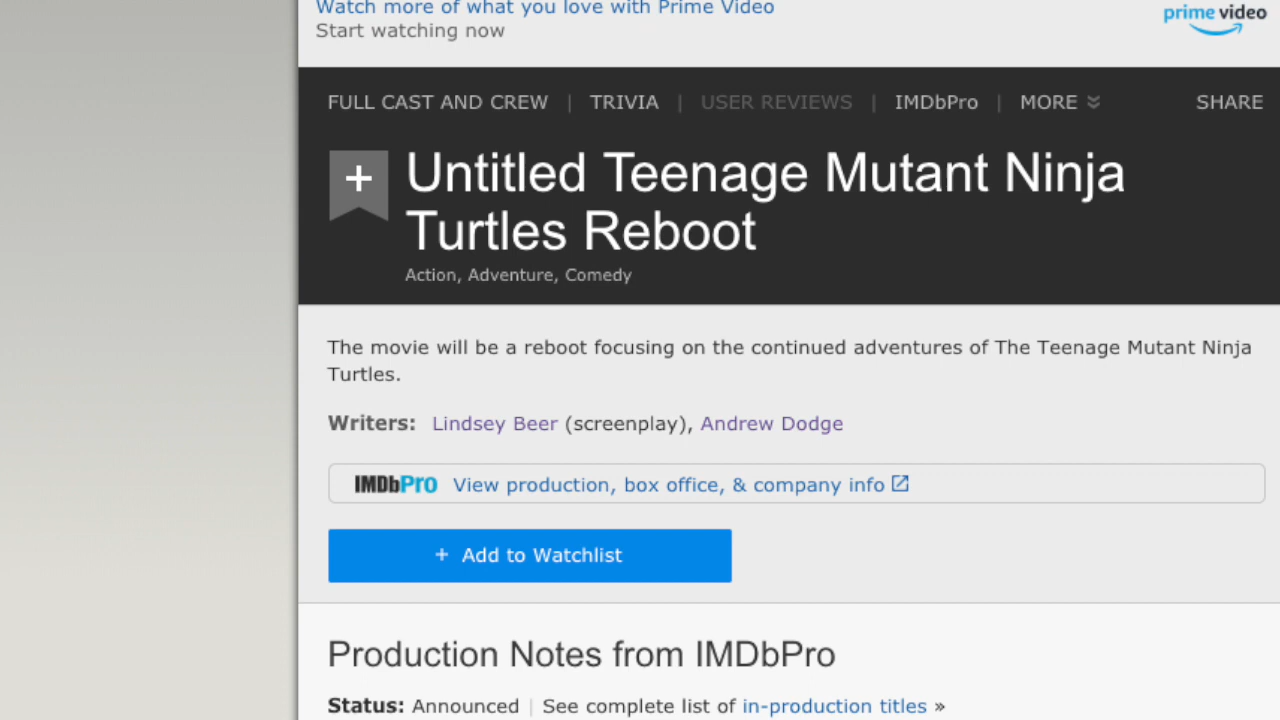 Watch more of what you love with Prime Video
Start watching now
prime video
FULL CAST AND CREW | TRIVIA | USER REVIEWS | IMDbPro | MORE SHARE
+ Untitled Teenage Mutant Ninja
Turtles Reboot
Action, Adventure, Comedy
The movie will be a reboot focusing on the continued adventures of The Teenage Mutant Ninja
Turtles.
Writers: Lindsey Beer (screenplay), Andrew Dodge
IMDbPro View production, box office, & company info
+ Add to Watchlist
Production Notes from IMDbPro
Status: Announced | See complete list of in-production titles »